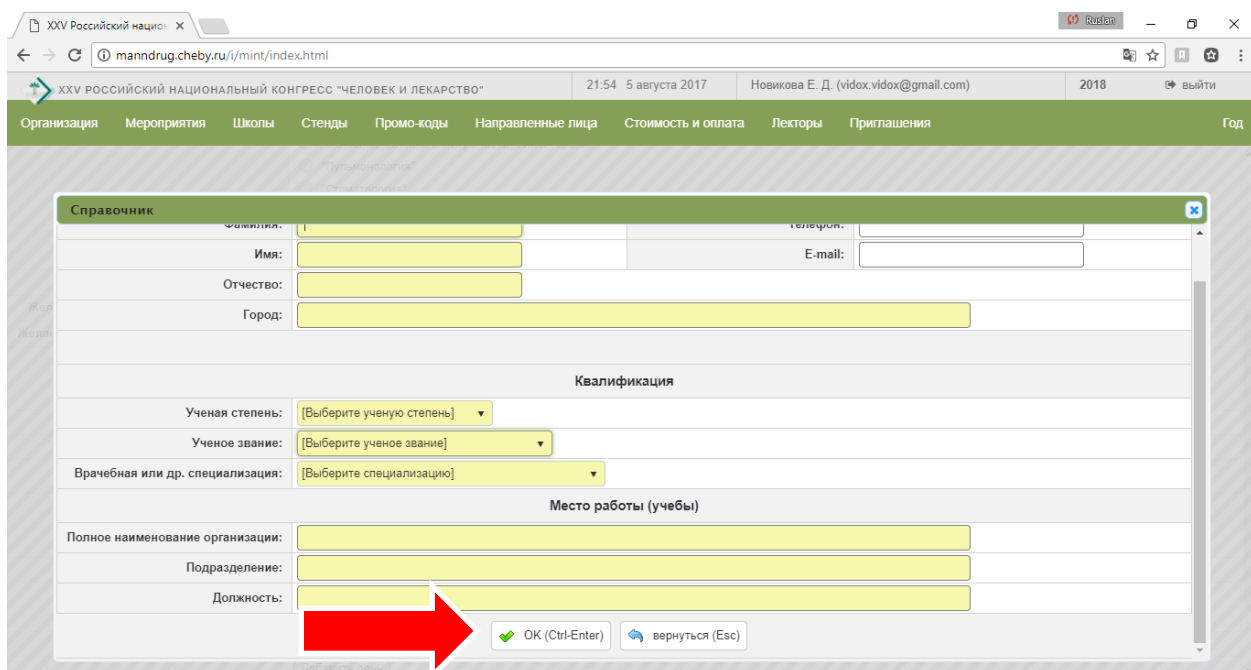 XXV Российский национ
Ruslan
manndrug.cheby.ru/i/mint/index.html
XXV РОССИЙСКИЙ НАЦИОНАЛЬНЫЙ КОНГРЕСС "ЧЕЛОВЕК И ЛЕКАРСТВО" 21:54 5 августа 2017 Новикова Е. Д. (vidox.vidox@gmail.com) 2018 выйти
Организация Мероприятия Школы Стенды Промо-коды Направленные лица Стоимость и оплата Лекторы Приглашения Год
"Пульмонология"
"Стоматология"
Справочник
Фамилия: Телефон:
Имя: E-mail:
Отчество:
Город:
Квалификация
Ученая степень: [Выберите ученую степень]
Ученое звание: [Выберите ученое звание]
Врачебная или др. специализация: [Выберите специализацию]
Место работы (учебы)
Полное наименование организации:
Подразделение:
Должность:
OK (Ctrl-Enter) вернуться (Esc)